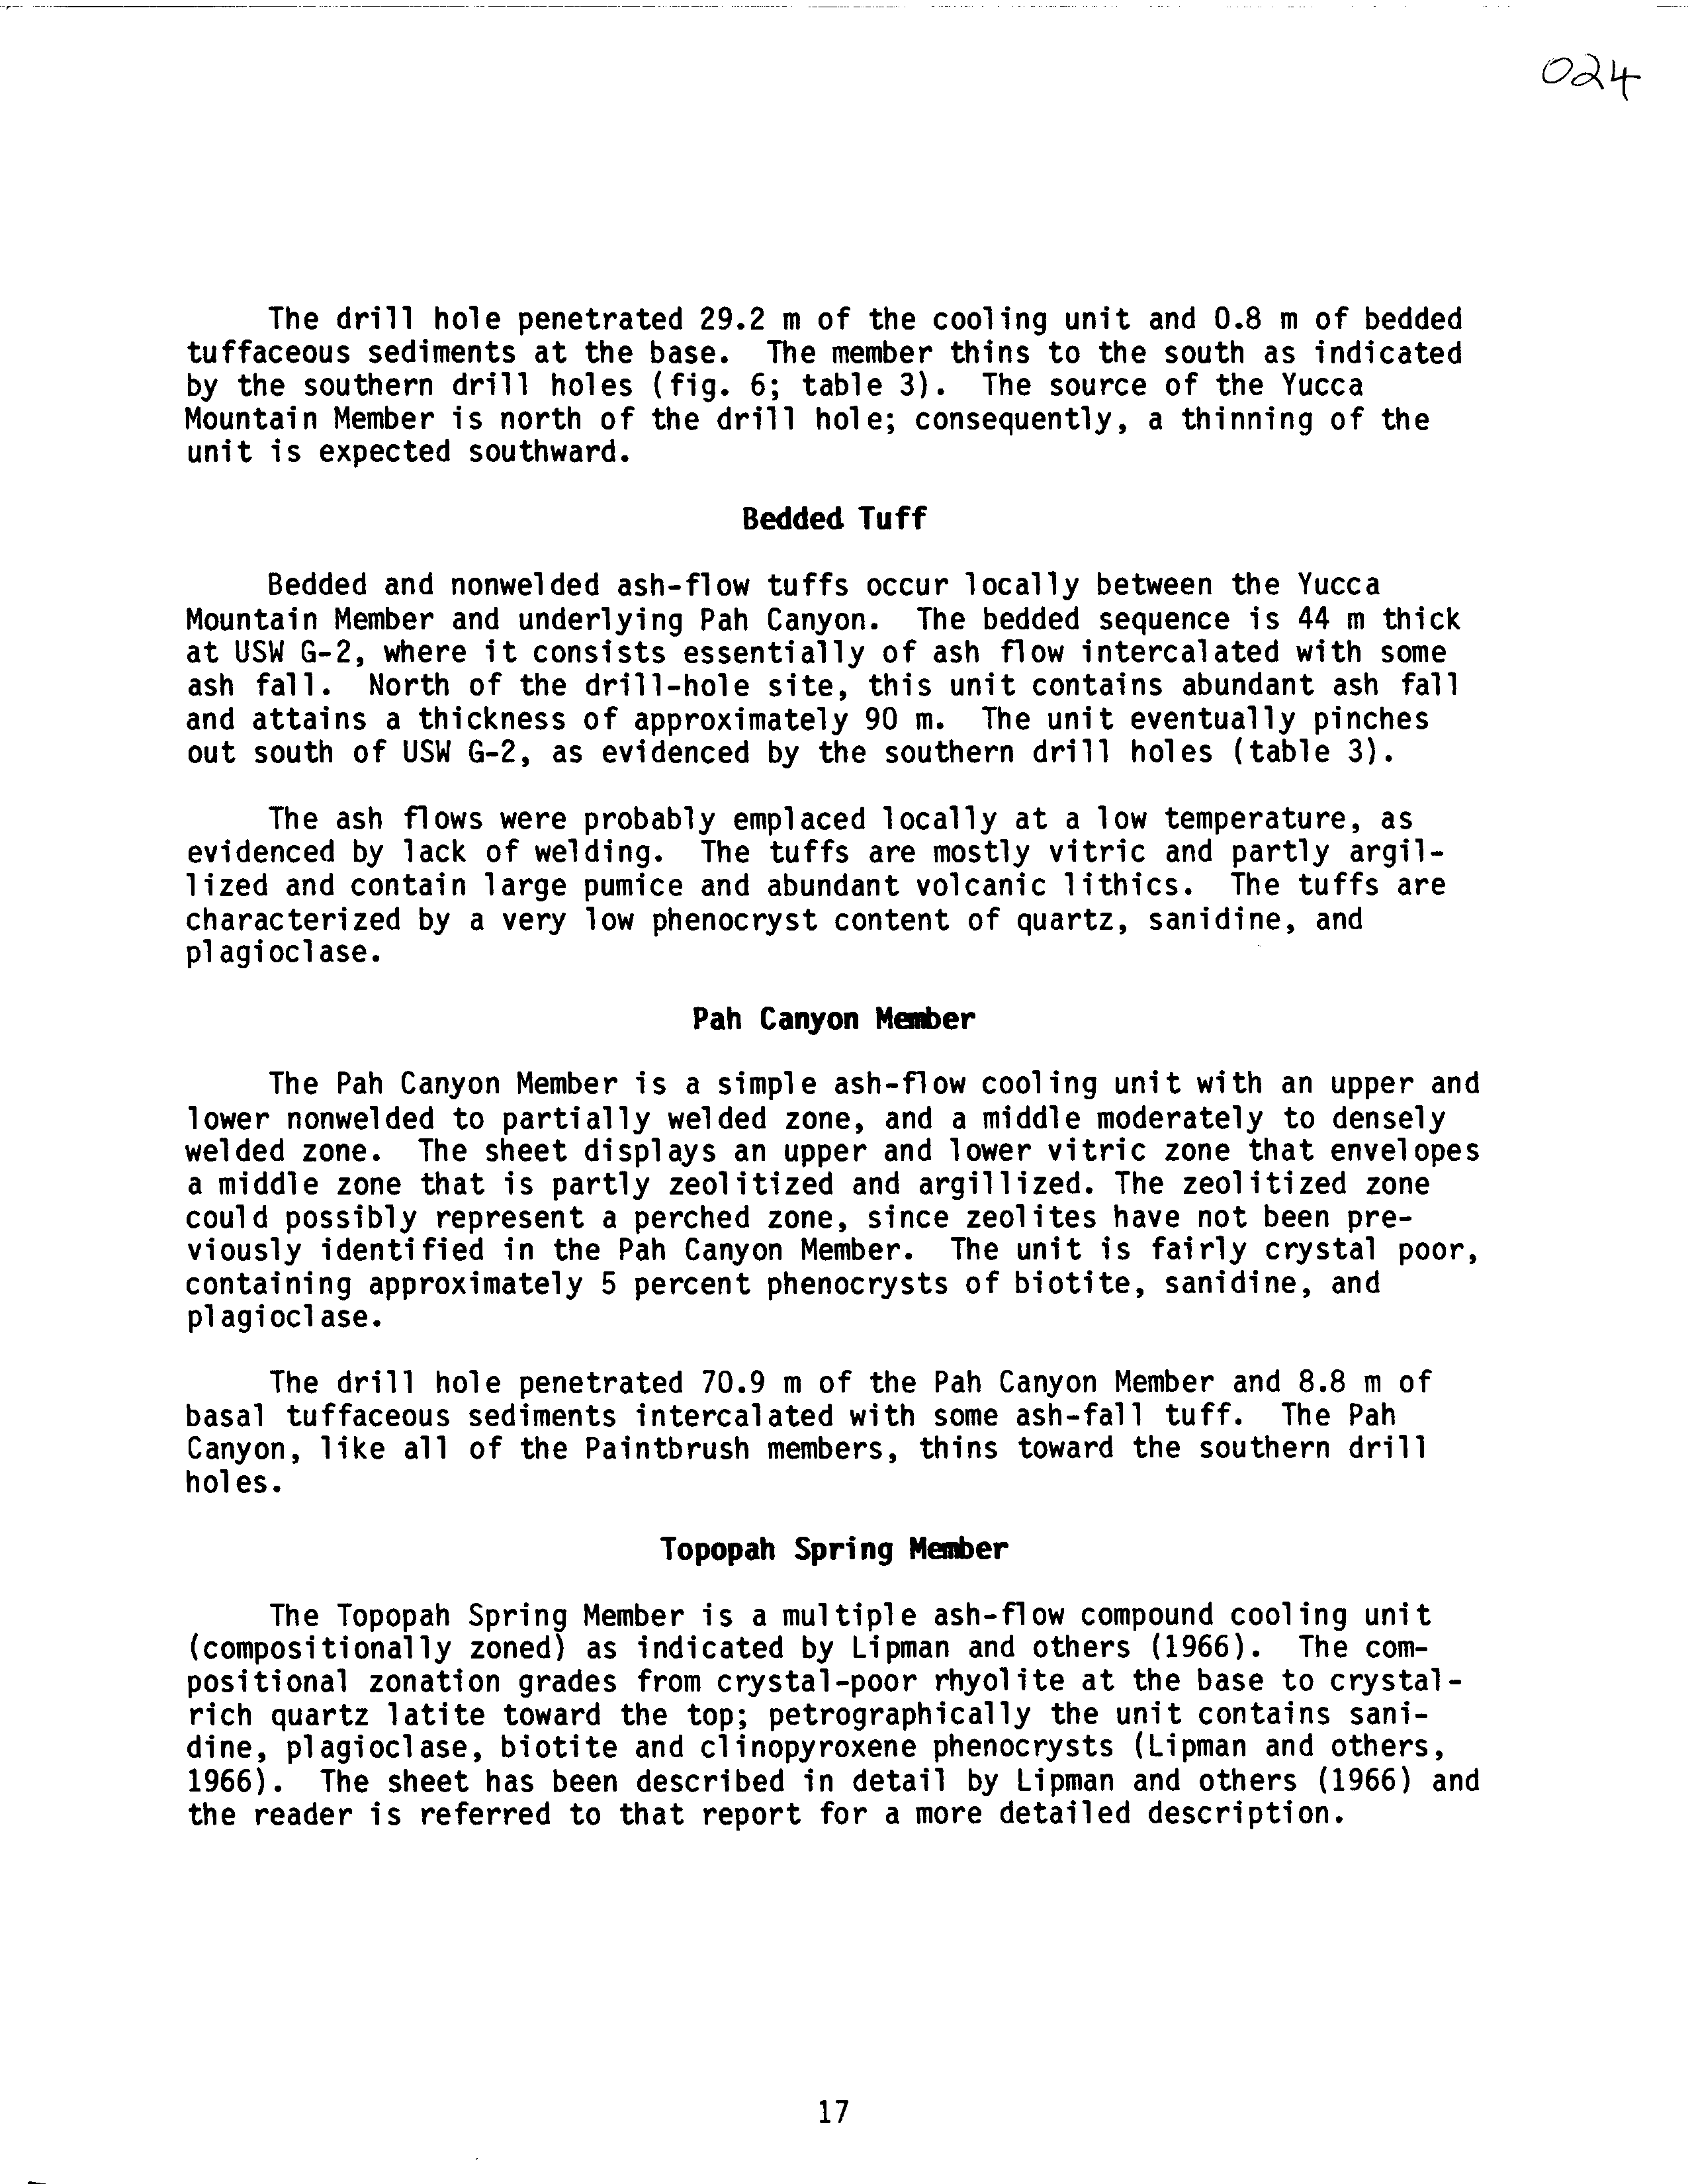 024
The drill hole penetrated 29.2 m of the cooling unit and 0.8 m of bedded
tuffaceous sediments at the base. The member thins to the south as indicated
by the southern drill holes (fig. 6; table 3). The source of the Yucca
Mountain Member is north of the drill hole; consequently, a thinning of the
unit is expected southward.
Bedded Tuff
Bedded and nonwelded ash-flow tuffs occur locally between the Yucca
Mountain Member and underlying Pah Canyon. The bedded sequence is 44 m thick
at USW G-2, where it consists essentially of ash flow intercalated with some
ash fall. North of the drill-hole site, this unit contains abundant ash fall
and attains a thickness of approximately 90 m. The unit eventually pinches
out south of USW G-2, as evidenced by the southern drill holes (table 3).
The ash flows were probably emplaced locally at a low temperature, as
evidenced by lack of welding. The tuffs are mostly vitric and partly argil-
lized and contain large pumice and abundant volcanic lithics. The tuffs are
characterized by a very low phenocryst content of quartz, sanidine, and
plagioclase.
Pah Canyon Member
The Pah Canyon Member is a simple ash-flow cooling unit with an upper and
lower nonwelded to partially welded zone, and a middle moderately to densely
welded zone. The sheet displays an upper and lower vitric zone that envelopes
a middle zone that is partly zeolitized and argillized. The zeolitized zone
could possibly represent a perched zone, since zeolites have not been pre-
viously identified in the Pah Canyon Member. The unit is fairly crystal poor,
containing approximately 5 percent phenocrysts of biotite, sanidine, and
plagioclase.
The drill hole penetrated 70.9 m of the Pah Canyon Member and 8.8 m of
basal tuffaceous sediments intercalated with some ash-fall tuff. The Pah
Canyon, like all of the Paintbrush members, thins toward the southern drill
holes.
Topopah Spring Member
The Topopah Spring Member is a multiple ash-flow compound cooling unit
(compositionally zoned) as indicated by Lipman and others (1966). The com-
positional zonation grades from crystal-poor rhyolite at the base to crystal-
rich quartz latite toward the top; petrographically the unit contains sani-
dine, plagioclase, biotite and clinopyroxene phenocrysts (Lipman and others,
1966). The sheet has been described in detail by Lipman and others (1966) and
the reader is referred to that report for a more detailed description.
17